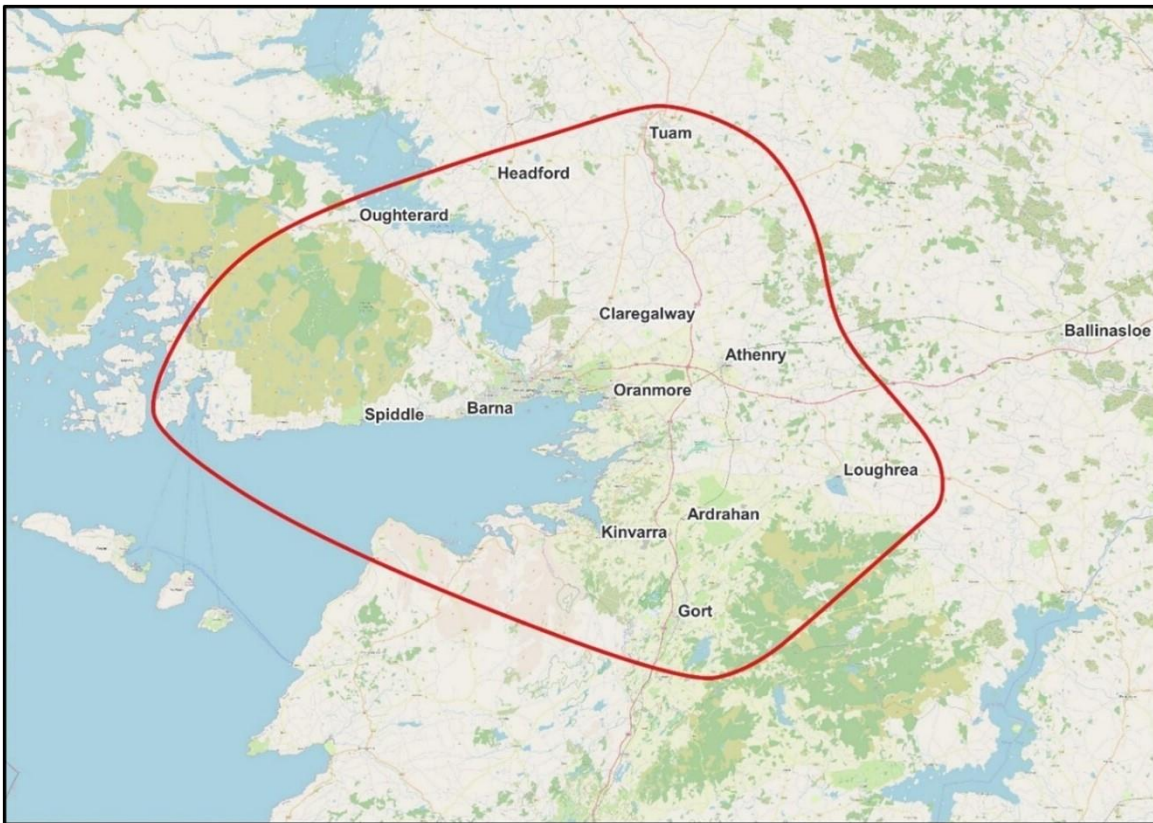 Tuam
Headford
Oughterard
Claregalway
Ballinasloe
Athenry
Oranmore
Barna
Spiddle
Loughrea
Ardrahan
Kinvarra
Gort